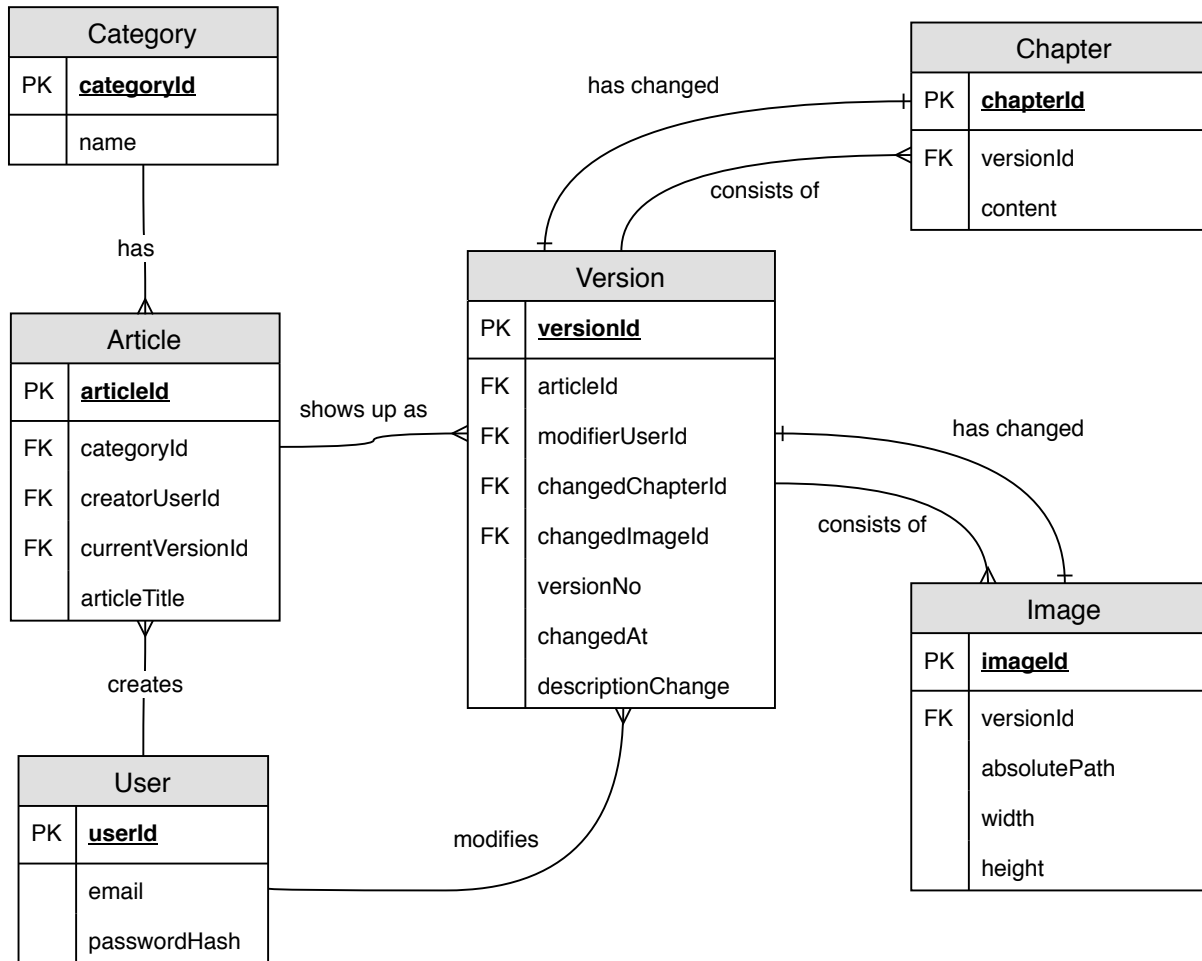 Category
PK categoryId
name
has
Article
PK articleId
FK categoryId
FK creatorUserId
FK currentVersionId
articleTitle
creates
User
PK userId
email
passwordHash
shows up as
modifies
Version
PK versionId
FK articleId
FK modifierUserId
FK changedChapterId
FK changedImageId
versionNo
changedAt
descriptionChange
has changed
consists of
Chapter
PK chapterId
FK versionId
content
has changed
consists of
Image
PK imageId
FK versionId
absolutePath
width
height